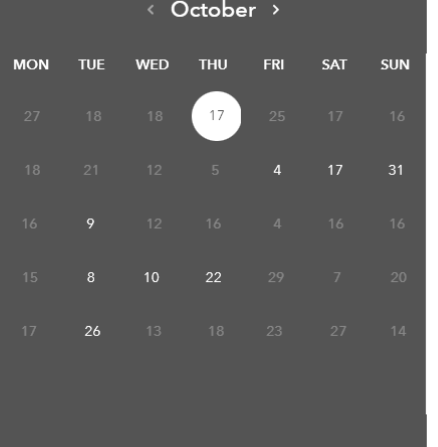 ‹ October ›
MON TUE WED THU FRI SAT SUN
27 18 18 17 25 17 16
18 21 12 5 4 17 31
16 9 12 16 4 16 16
15 8 10 22 29 7 20
17 26 13 18 23 27 14